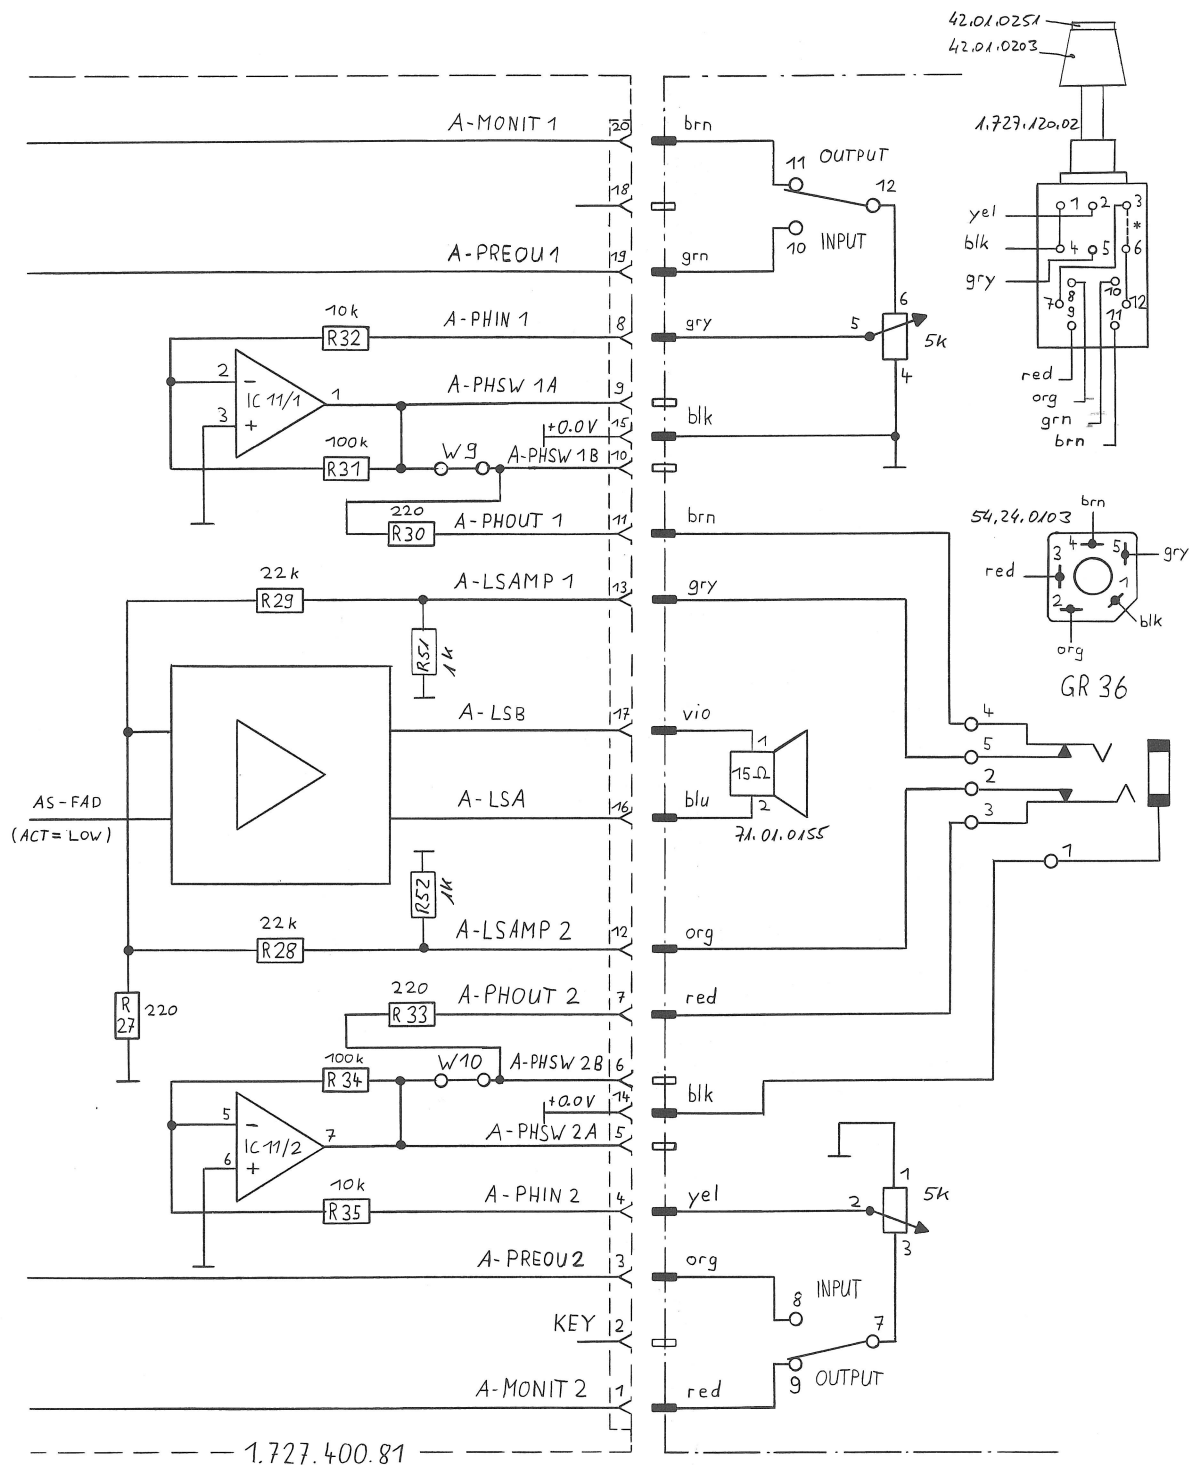 42.01.0251
42.01.0203
1.727.120.02
A-MONIT 1
20
brn
11 OUTPUT
12
18
10 INPUT
A-PREOU 1
19
grn
yel
1 2 3
*
blk
4 5 6
gry
7 8 10 12
9 11
red
org
grn
brn
10k
R32
A-PHIN 1
8
gry
5
6
5k
4
2
−
IC 11/1
3
+
1
A-PHSW 1A
9
+0.0V
15
blk
100k
R31
W9
A-PHSW 1B
10
220
R30
A-PHOUT 1
11
brn
54.24.0103
brn
4
5
gry
3
red
1
2
blk
org
GR 36
22k
R29
A-LSAMP 1
13
gry
R51
1k
A-LSB
17
vio
1
15Ω
2
71.01.0155
4
5
2
3
1
AS-FAD
(ACT=LOW)
A-LSA
16
blu
R52
1k
22k
R28
A-LSAMP 2
12
org
R
27
220
220
R33
A-PHOUT 2
7
red
100k
R34
W10
A-PHSW 2B
6
+0.0V
14
blk
5
−
IC 11/2
6
+
7
A-PHSW 2A
5
1
5k
2
3
10k
R35
A-PHIN 2
4
yel
A-PREOU 2
3
org
8
INPUT
KEY
2
7
9
OUTPUT
A-MONIT 2
1
red
1.727.400.81